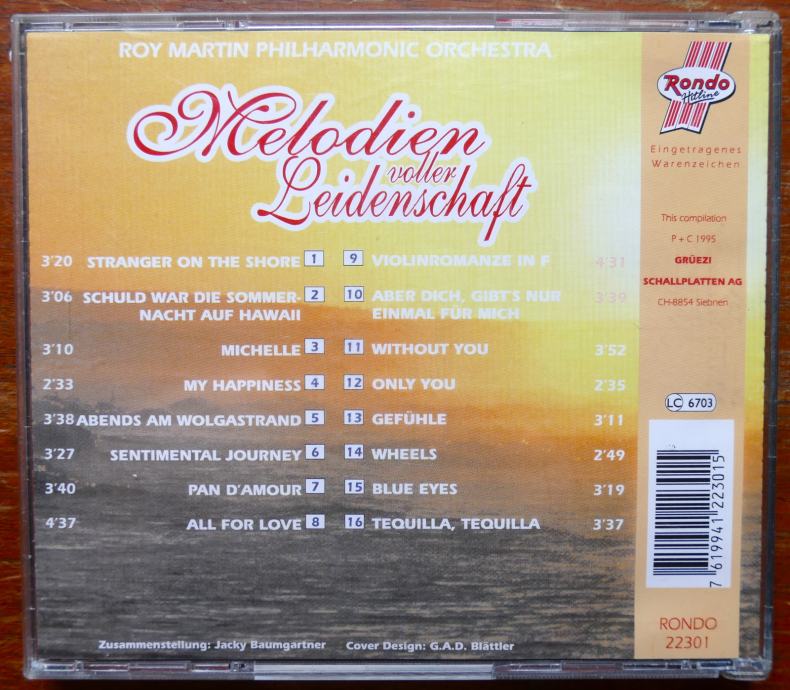 ROY MARTIN PHILHARMONIC ORCHESTRA
Melodien
voller
Leidenschaft
3'20 STRANGER ON THE SHORE 1
3'06 SCHULD WAR DIE SOMMER- 2
NACHT AUF HAWAII
3'10 MICHELLE 3
2'33 MY HAPPINESS 4
3'38 ABENDS AM WOLGASTRAND 5
3'27 SENTIMENTAL JOURNEY 6
3'40 PAN D'AMOUR 7
4'37 ALL FOR LOVE 8
9 VIOLINROMANZE IN F 4'31
10 ABER DICH, GIBT'S NUR 3'39
EINMAL FÜR MICH
11 WITHOUT YOU 3'52
12 ONLY YOU 2'35
13 GEFÜHLE 3'11
14 WHEELS 2'49
15 BLUE EYES 3'19
16 TEQUILLA, TEQUILLA 3'37
Zusammenstellung: Jacky Baumgartner Cover Design: G.A.D. Blättler
Rondo
Hitline
Eingetragenes
Warenzeichen
This compilation
P + C 1995
GRÜEZI
SCHALLPLATTEN AG
CH-8854 Siebnen
LC 6703
7 619941 223015
RONDO
22301